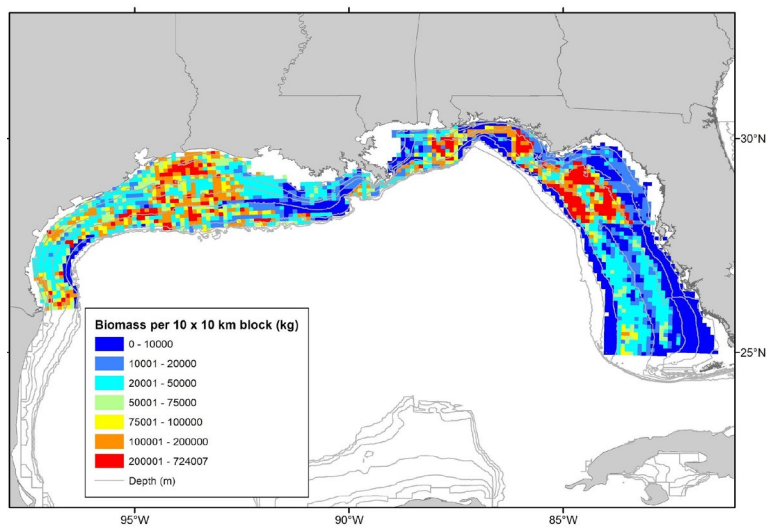 30°N
Biomass per 10 x 10 km block (kg)
0 - 10000
10001 - 20000
20001 - 50000
50001 - 75000
75001 - 100000
100001 - 200000
200001 - 724007
Depth (m)
25°N
95°W
90°W
85°W